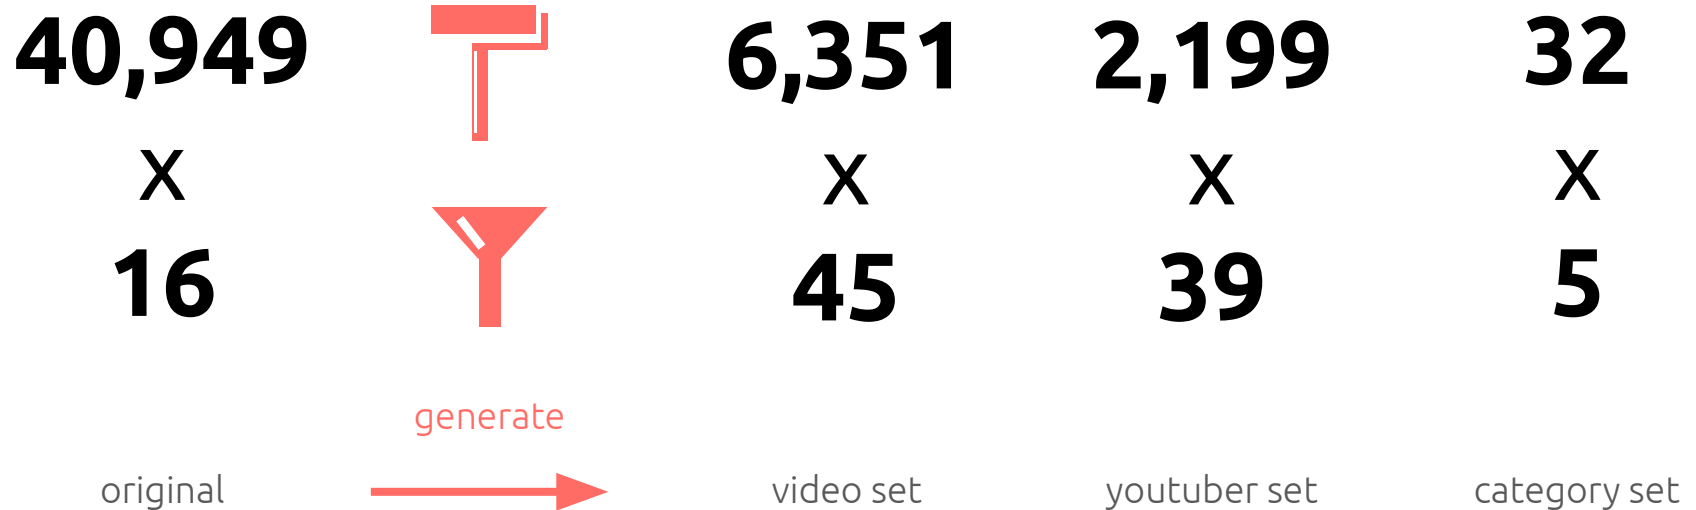 40,949
x
16
original
generate
6,351
x
45
video set
2,199
x
39
youtuber set
32
x
5
category set